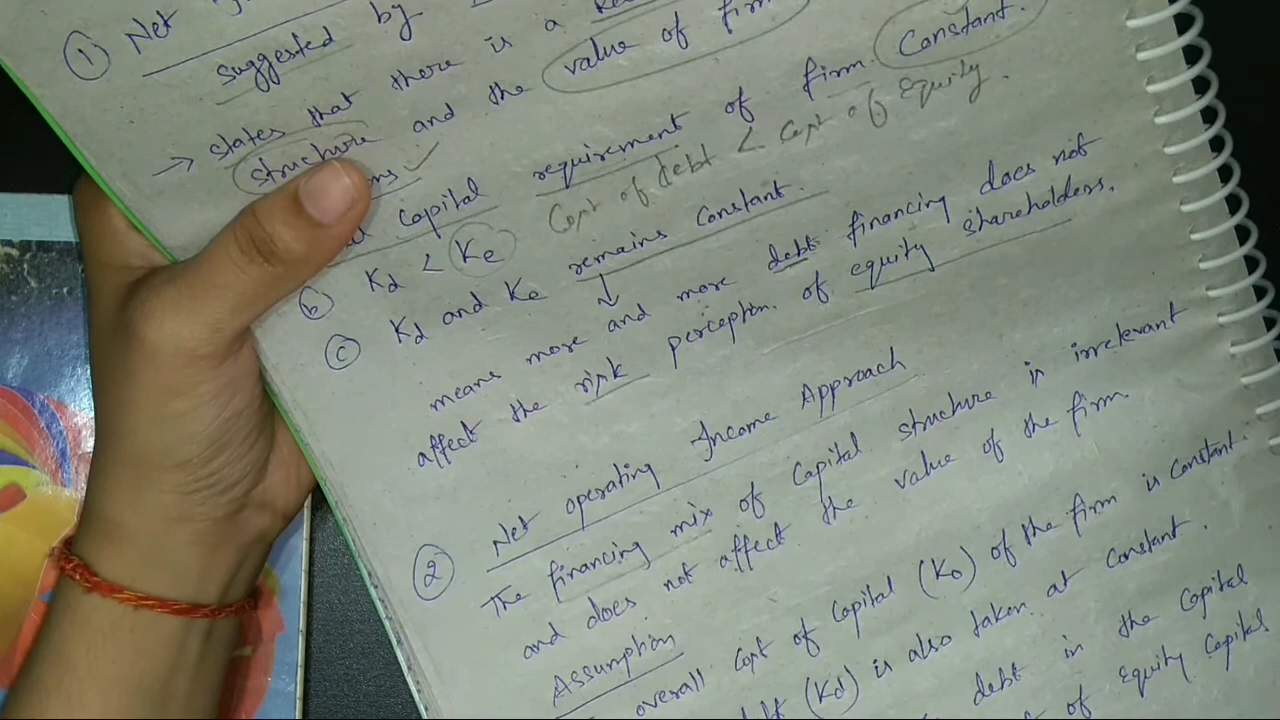 ① Net
suggested by
→ states that there is a
structure and the value of firm
ns ✓
Capital requirement of firm Constant.
Cost of debt < Cost of Equity.
ⓑ Kd < Ke
ⓒ Kd and Ke remains Constant.
↓
means more and more debt financing does not
affect the risk perception of equity shareholders.
② Net operating Income Approach
The financing mix of Capital structure is irrelevant
and does not affect the value of the firm
Assumption
overall Cost of Capital (Ko) of the firm is Constant.
(Kd) is also taken at Constant.
debt in the Capital
of Equity Capital